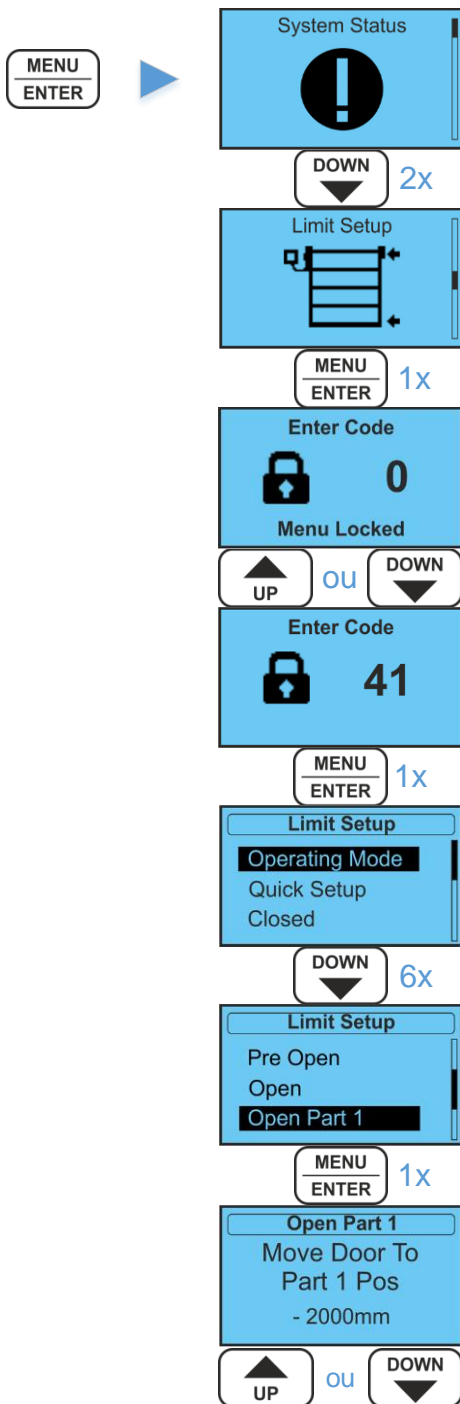 MENU
ENTER
System Status
DOWN
2x
Limit Setup
MENU
ENTER
1x
Enter Code
0
Menu Locked
UP
ou
DOWN
Enter Code
41
MENU
ENTER
1x
Limit Setup
Operating Mode
Quick Setup
Closed
DOWN
6x
Limit Setup
Pre Open
Open
Open Part 1
MENU
ENTER
1x
Open Part 1
Move Door To
Part 1 Pos
- 2000mm
UP
ou
DOWN